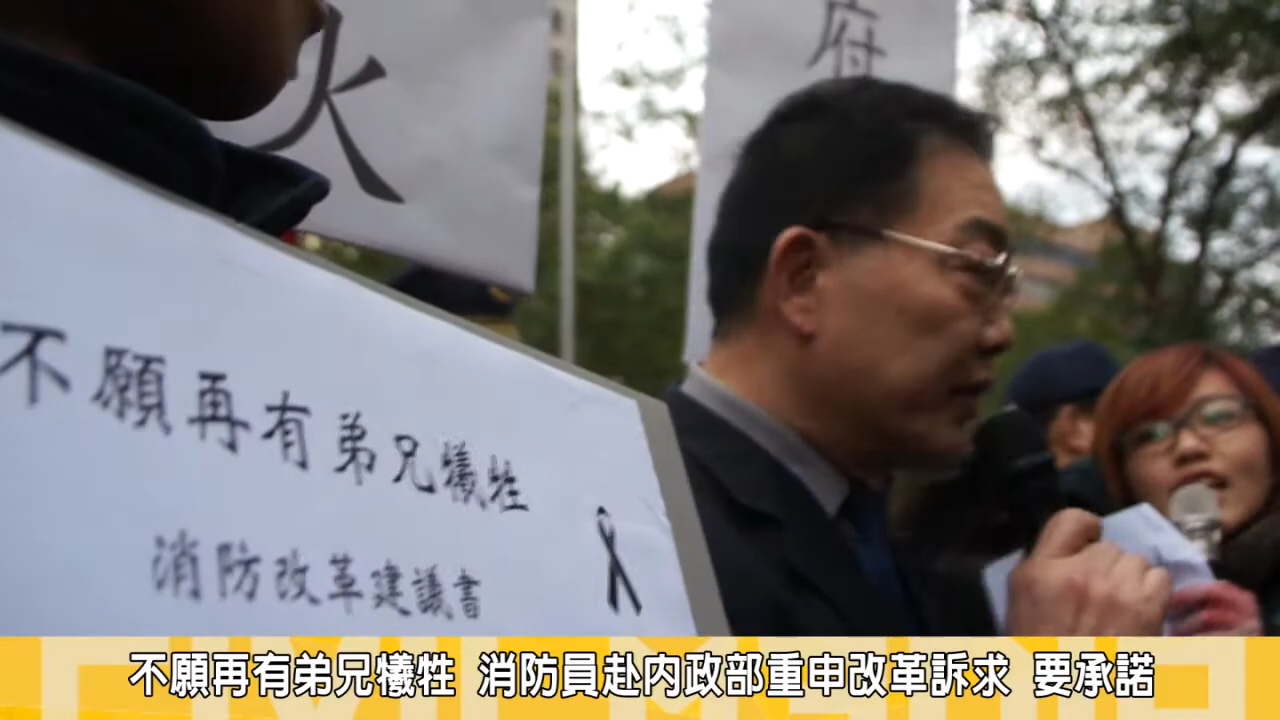 火
府
不願再有弟兄犧牲
消防改革建議書
不願再有弟兄犧牲 消防員赴內政部重申改革訴求 要承諾